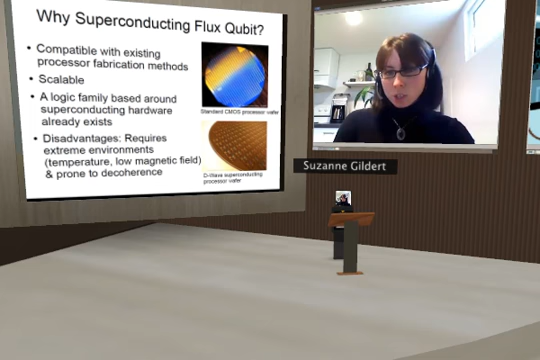 Why Superconducting Flux Qubit?
• Compatible with existing
processor fabrication methods
• Scalable
• A logic family based around
superconducting hardware
already exists
• Disadvantages: Requires
extreme environments
(temperature, low magnetic field)
& prone to decoherence
Standard CMOS processor wafer
D-Wave superconducting
processor wafer
Suzanne Gildert